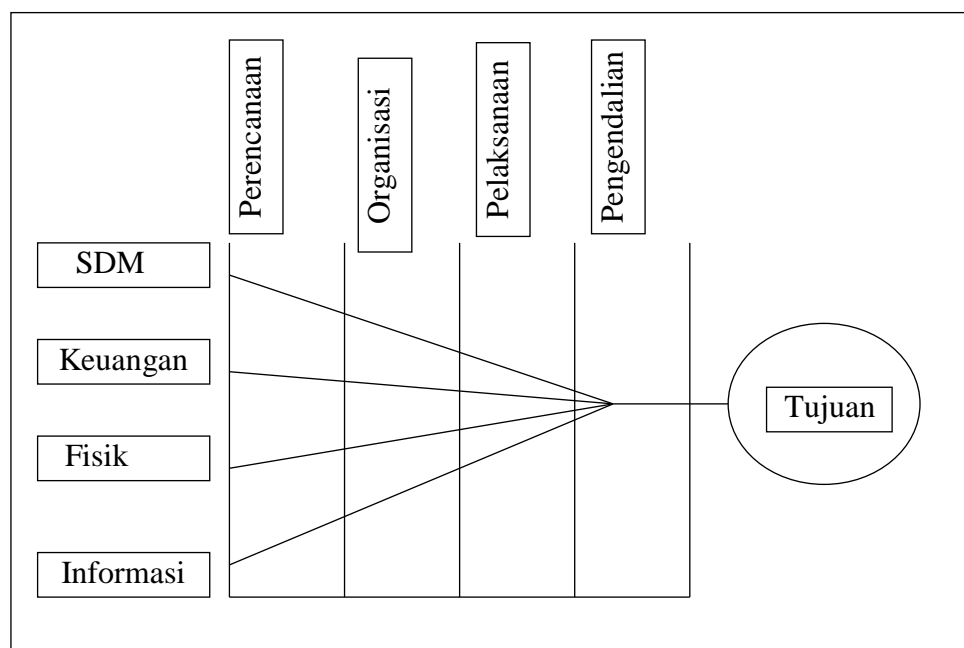 Perencanaan
Organisasi
Pelaksanaan
Pengendalian
SDM
Keuangan
Fisik
Informasi
Tujuan